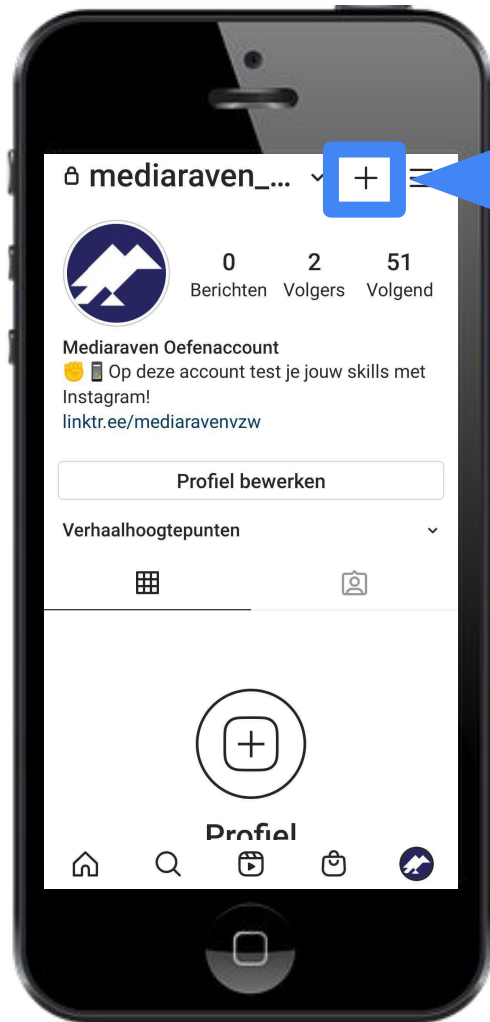 mediaraven_...
0 2 51
Berichten Volgers Volgend
Mediaraven Oefenaccount
✊📱Op deze account test je jouw skills met
Instagram!
linktr.ee/mediaravenvzw
Profiel bewerken
Verhaalhoogtepunten
Profiel